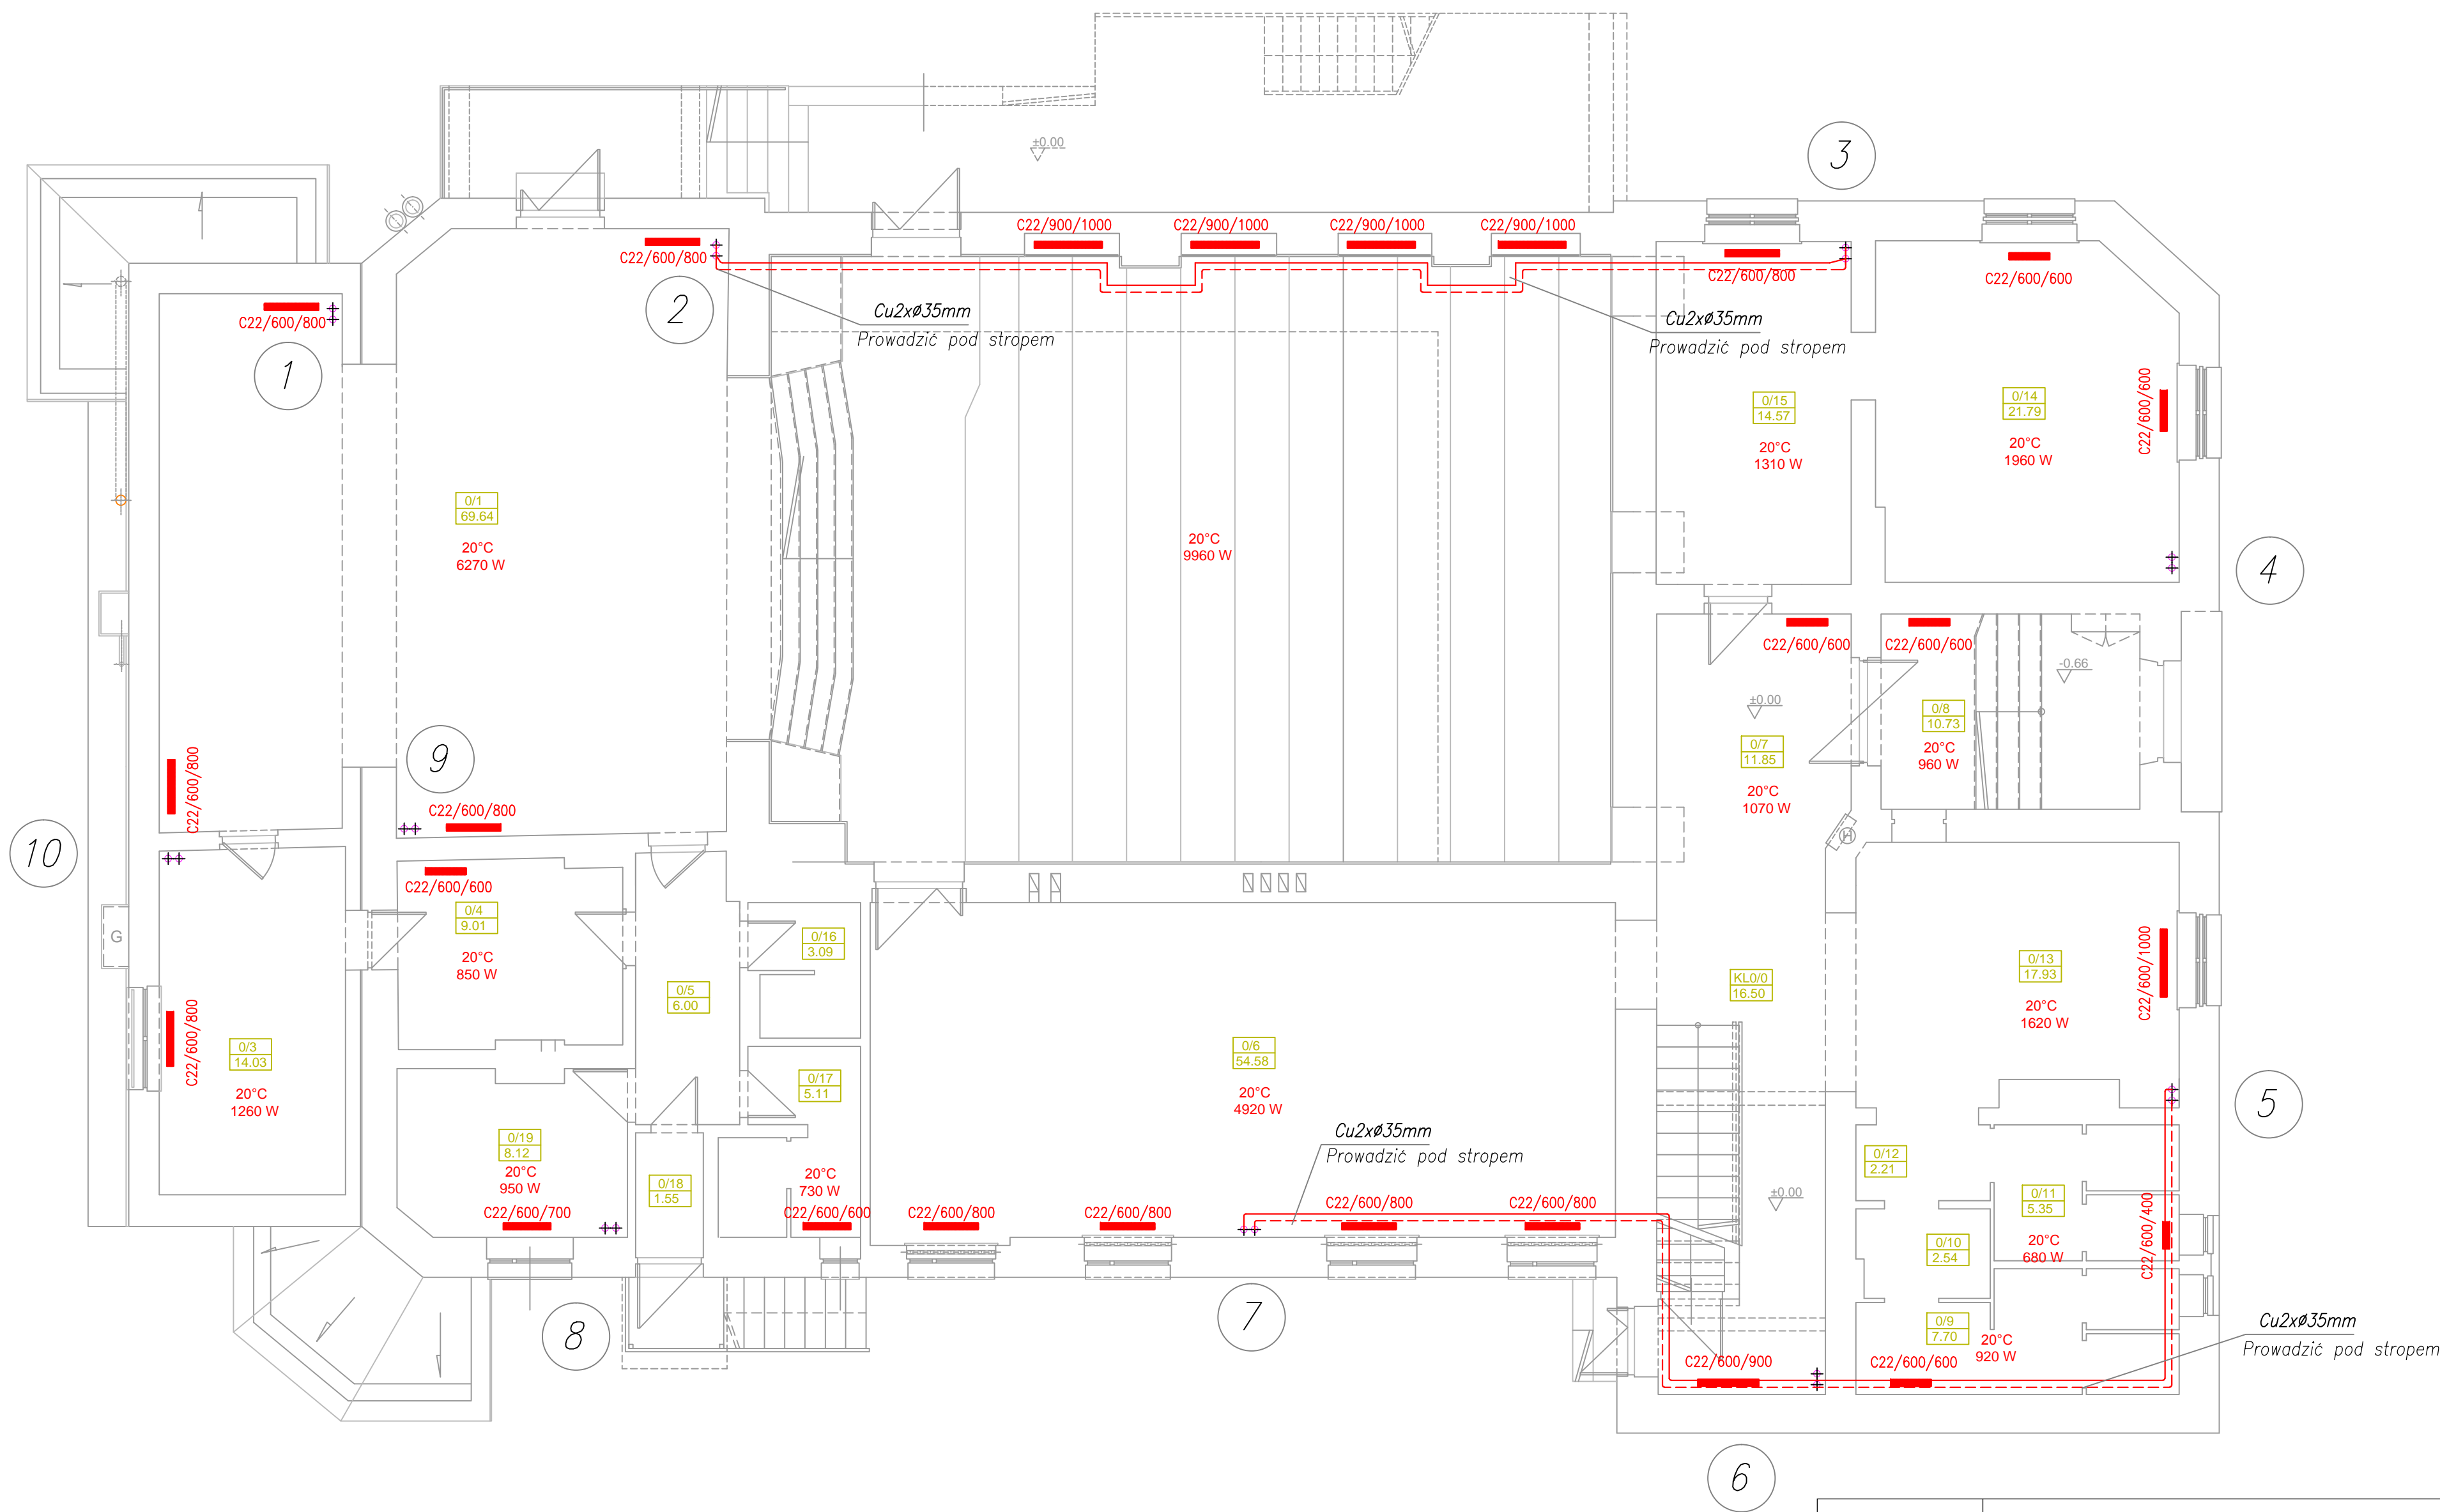 ±0.00
3
C22/900/1000
C22/900/1000
C22/900/1000
C22/900/1000
C22/600/800
C22/600/800
C22/600/600
C22/600/800
1
2
Cu2xø35mm
Prowadzić pod stropem
Cu2xø35mm
Prowadzić pod stropem
C22/600/600
0/15
14.57
20°C
1310 W
0/14
21.79
20°C
1960 W
0/1
69.64
20°C
6270 W
20°C
9960 W
4
C22/600/600
C22/600/600
-0.66
±0.00
0/8
10.73
20°C
960 W
0/7
11.85
20°C
1070 W
9
C22/600/800
C22/600/800
10
C22/600/600
0/4
9.01
20°C
850 W
G
0/16
3.09
0/5
6.00
KL0/0
16.50
0/13
17.93
20°C
1620 W
C22/600/1000
C22/600/800
0/3
14.03
20°C
1260 W
0/17
5.11
0/6
54.58
20°C
4920 W
5
Cu2xø35mm
Prowadzić pod stropem
0/19
8.12
20°C
950 W
C22/600/700
0/18
1.55
20°C
730 W
C22/600/600
C22/600/800
C22/600/800
C22/600/800
C22/600/800
±0.00
0/12
2.21
0/11
5.35
20°C
680 W
C22/600/400
0/10
2.54
0/9
7.70
20°C
920 W
8
7
Cu2xø35mm
Prowadzić pod stropem
C22/600/900
C22/600/600
6